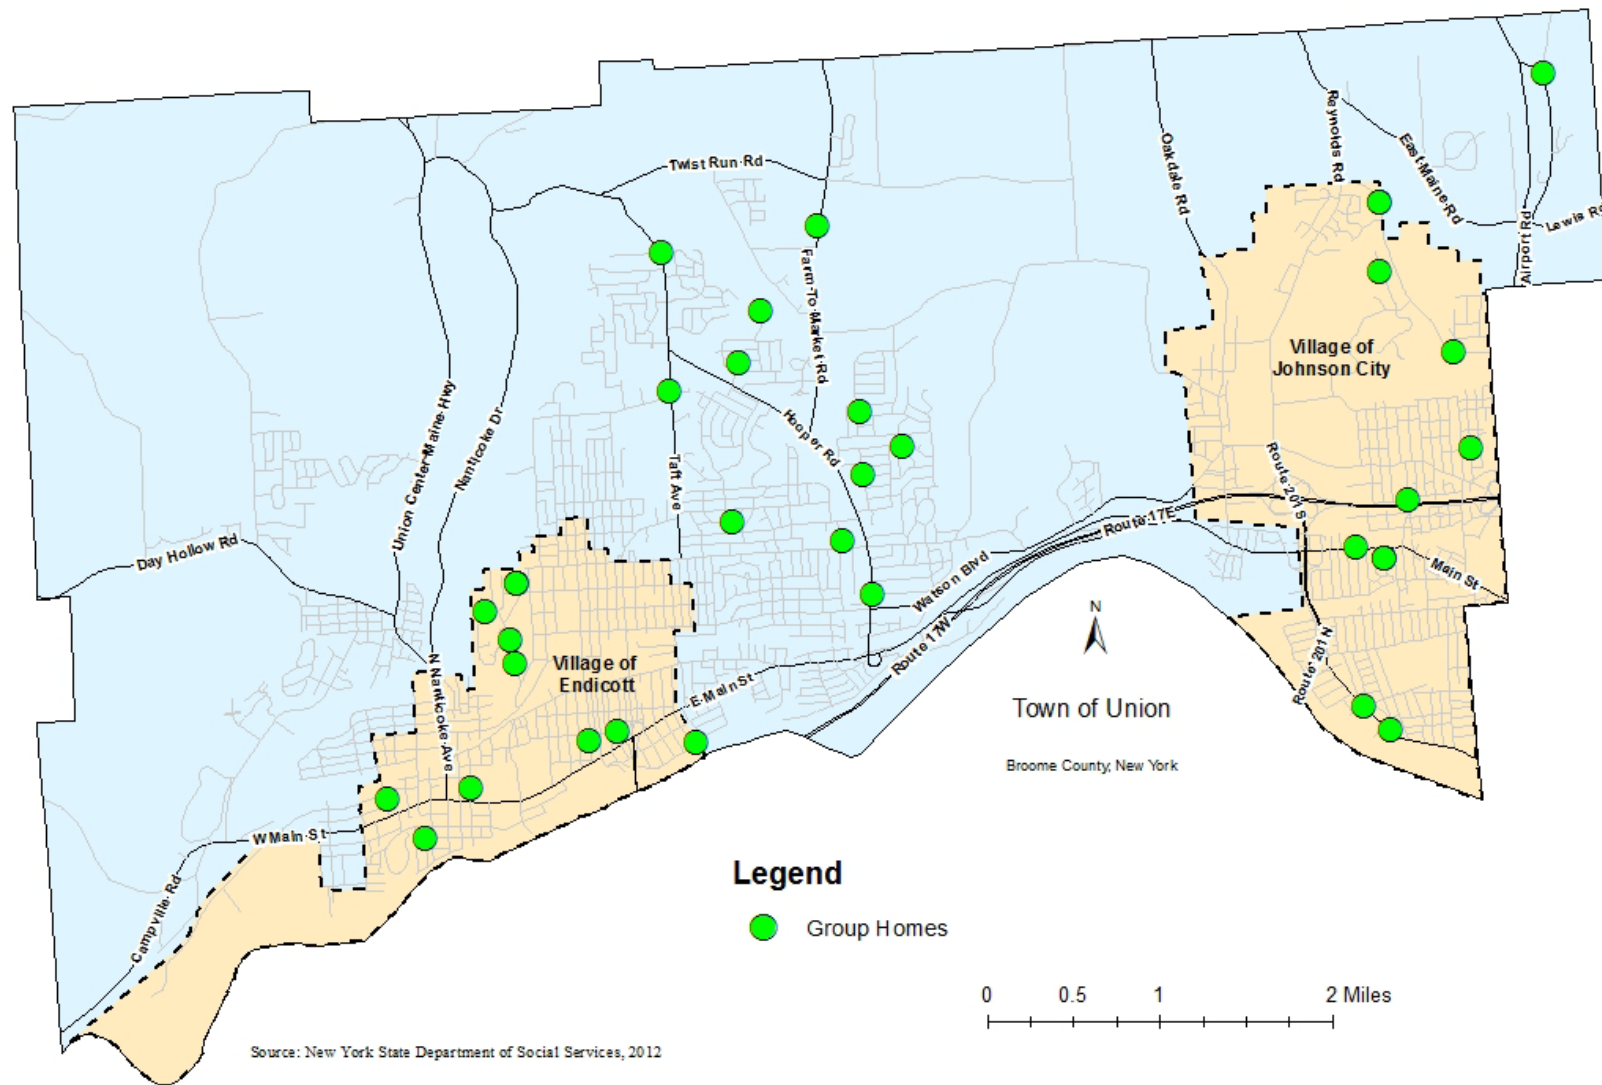 Twist Run Rd
Oakdale Rd
Reynolds Rd
East Maine Rd
Airport Rd
Lewis Rd
Farm-To-Market Rd
Village of
Johnson City
Union Center Maine Hwy
Nanticoke Dr
Hooper Rd
Taft Ave
Route 201 S
Route 17E
Day Hollow Rd
Watson Blvd
Main St
N
Route 17W
Route 201 N
Village of
Endicott
N Nanticoke Ave
E Main St
Town of Union
Broome County, New York
W Main St
Campville Rd
Legend
Group Homes
0 0.5 1 2 Miles
Source: New York State Department of Social Services, 2012